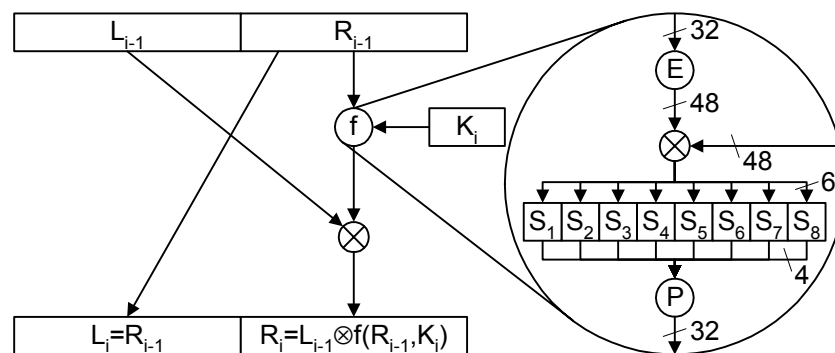 L_{i-1} R_{i-1}
32
E
48
f
K_i
48
6
S_1 S_2 S_3 S_4 S_5 S_6 S_7 S_8
4
P
L_i=R_{i-1} R_i=L_{i-1}⊗f(R_{i-1},K_i)
32